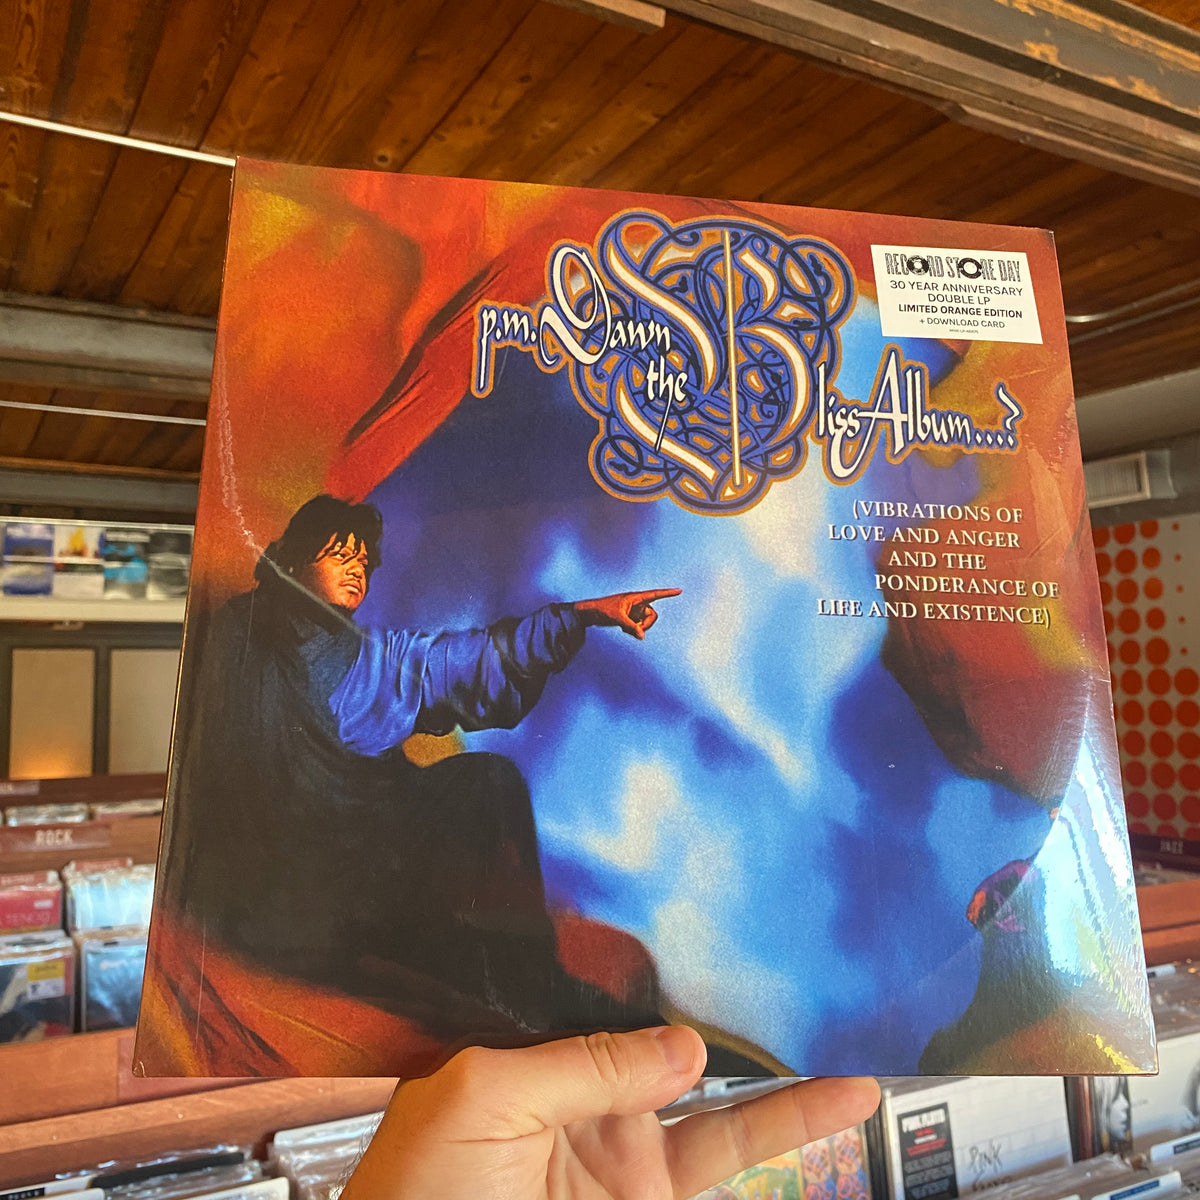 p.m. Dawn
the
Bliss Album....?
(VIBRATIONS OF
LOVE AND ANGER
AND THE
PONDERANCE OF
LIFE AND EXISTENCE)
RECORD STORE DAY
30 YEAR ANNIVERSARY
DOUBLE LP
LIMITED ORANGE EDITION
+ DOWNLOAD CARD
ROCK
PINK